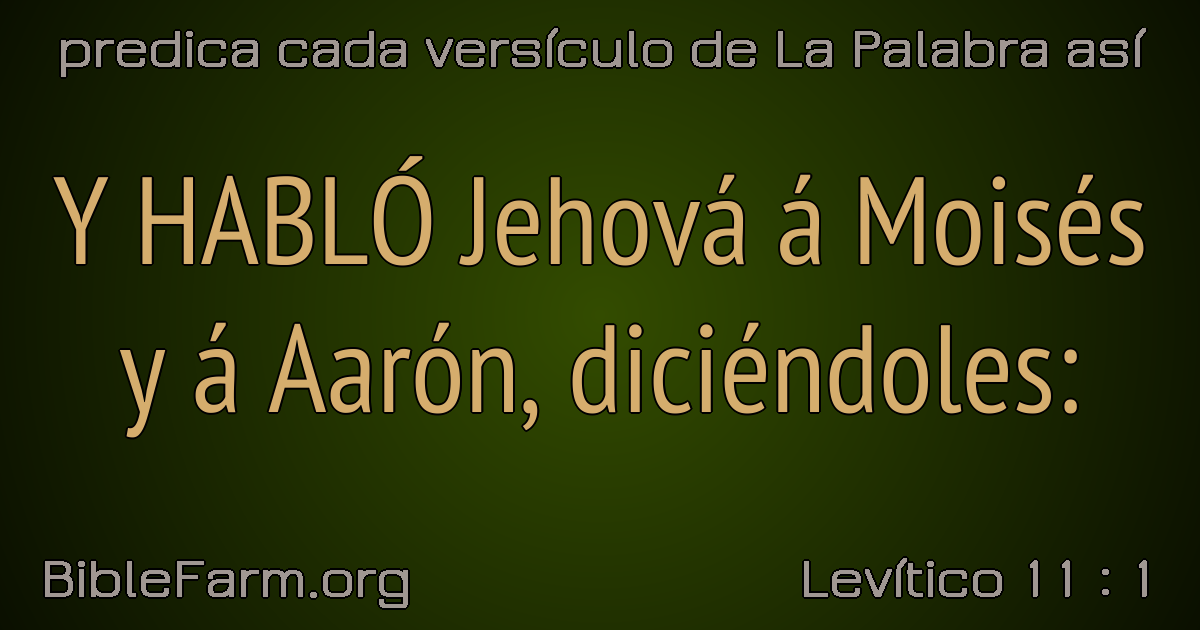 predica cada versículo de La Palabra así
Y HABLÓ Jehová á Moisés
y á Aarón, diciéndoles:
BibleFarm.org
Levítico 11 : 1